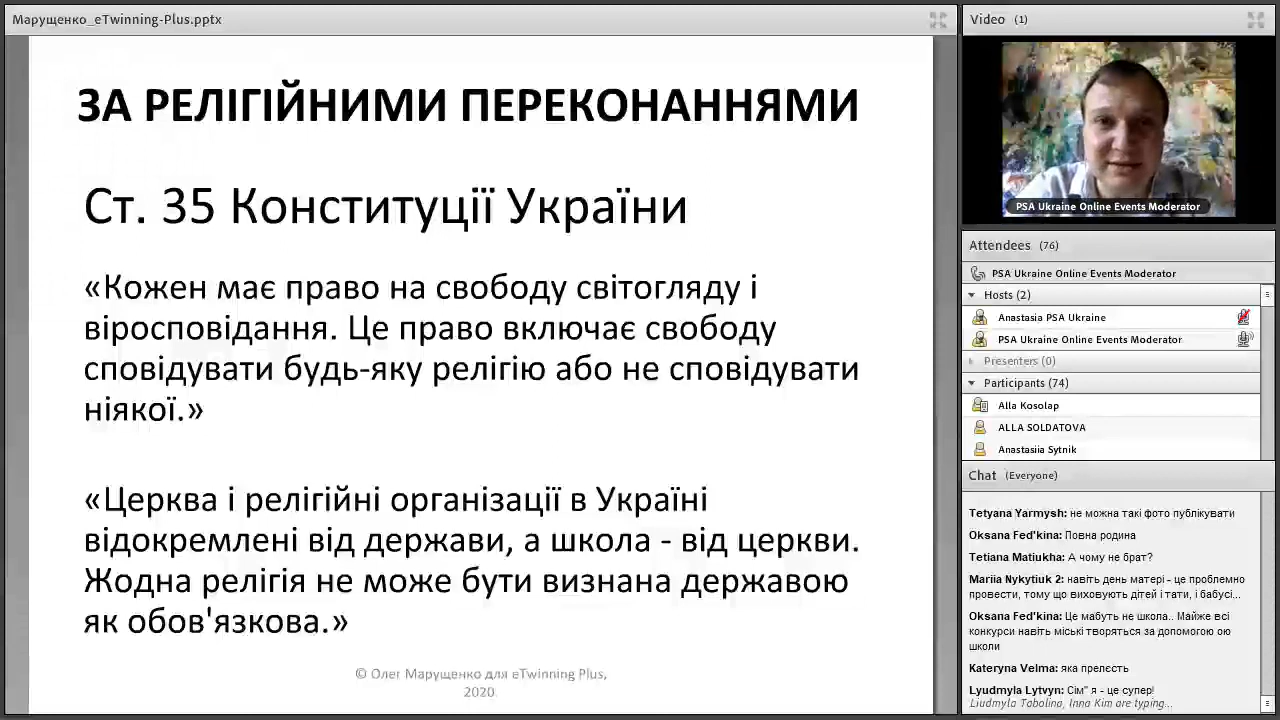 Марущенко_eTwinning-Plus.pptx
ЗА РЕЛІГІЙНИМИ ПЕРЕКОНАННЯМИ
Ст. 35 Конституції України
«Кожен має право на свободу світогляду і
віросповідання. Це право включає свободу
сповідувати будь-яку релігію або не сповідувати
ніякої.»
«Церква і релігійні організації в Україні
відокремлені від держави, а школа - від церкви.
Жодна релігія не може бути визнана державою
як обов'язкова.»
© Олег Марущенко для eTwinning Plus,
2020
Video (1)
PSA Ukraine Online Events Moderator
Attendees (76)
PSA Ukraine Online Events Moderator
Hosts (2)
Anastasia PSA Ukraine
PSA Ukraine Online Events Moderator
Presenters (0)
Participants (74)
Alla Kosolap
ALLA SOLDATOVA
Anastasiia Sytnik
Chat (Everyone)
Tetyana Yarmysh: не можна такі фото публікувати
Oksana Fed'kina: Повна родина
Tetiana Matiukha: А чому не брат?
Mariia Nykytiuk 2: навіть день матері - це проблемно
провести, тому що виховують дітей і тати, і бабусі...
Oksana Fed'kina: Це мабуть не школа.. Майже всі
конкурси навіть міські творяться за допомогою ою
школи
Kateryna Velma: яка прелєсть
Lyudmyla Lytvyn: Сім" я - це супер!
Liudmyla Tabolina, Inna Kim are typing...